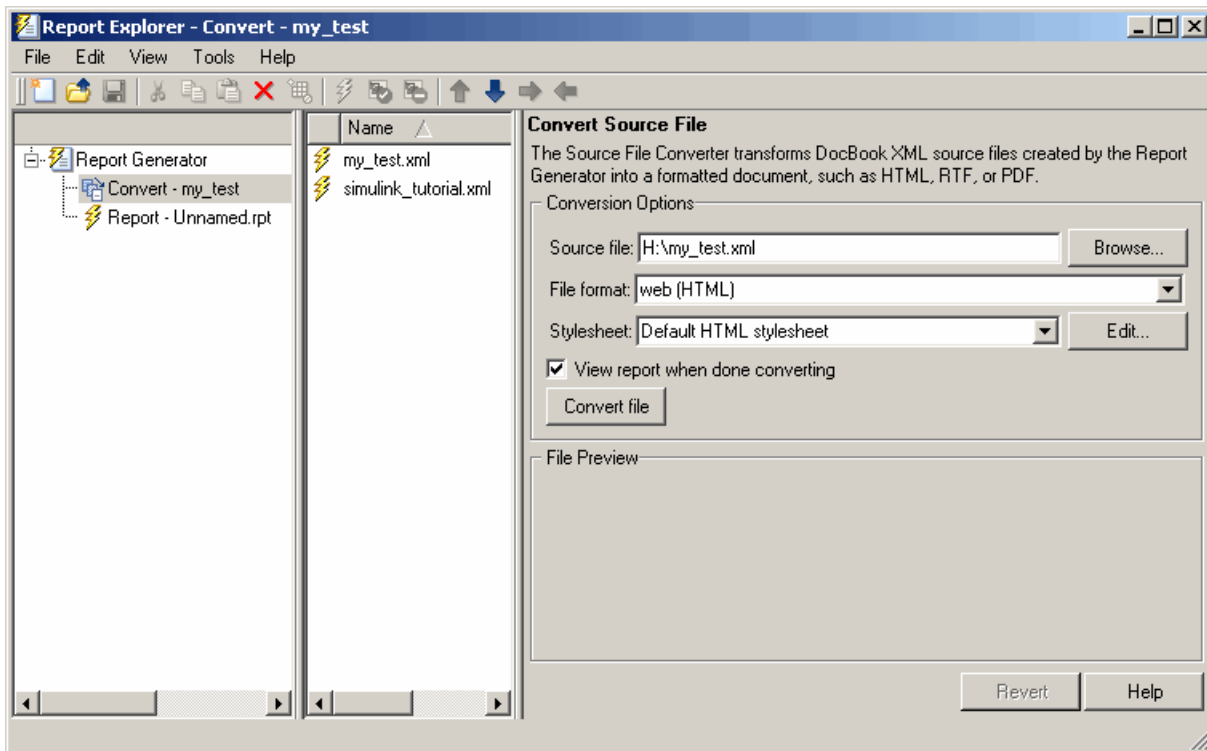 Report Explorer - Convert - my_test
File Edit View Tools Help
Report Generator
Convert - my_test
Report - Unnamed.rpt
Name
my_test.xml
simulink_tutorial.xml
Convert Source File
The Source File Converter transforms DocBook XML source files created by the Report
Generator into a formatted document, such as HTML, RTF, or PDF.
Conversion Options
Source file: H:\my_test.xml Browse...
File format: web (HTML)
Stylesheet: Default HTML stylesheet Edit...
View report when done converting
Convert file
File Preview
Revert Help